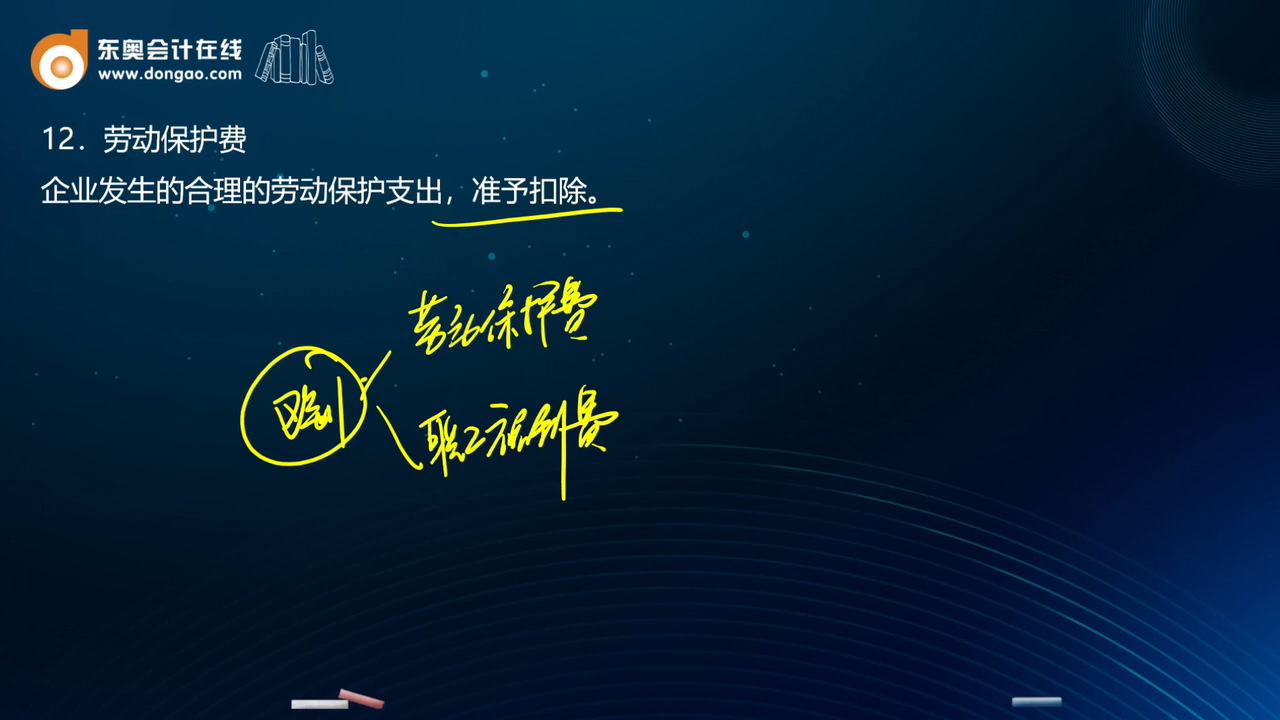 东奥会计在线
www.dongao.com
12. 劳动保护费
企业发生的合理的劳动保护支出，准予扣除。
劳动保护费
区别
职工福利费